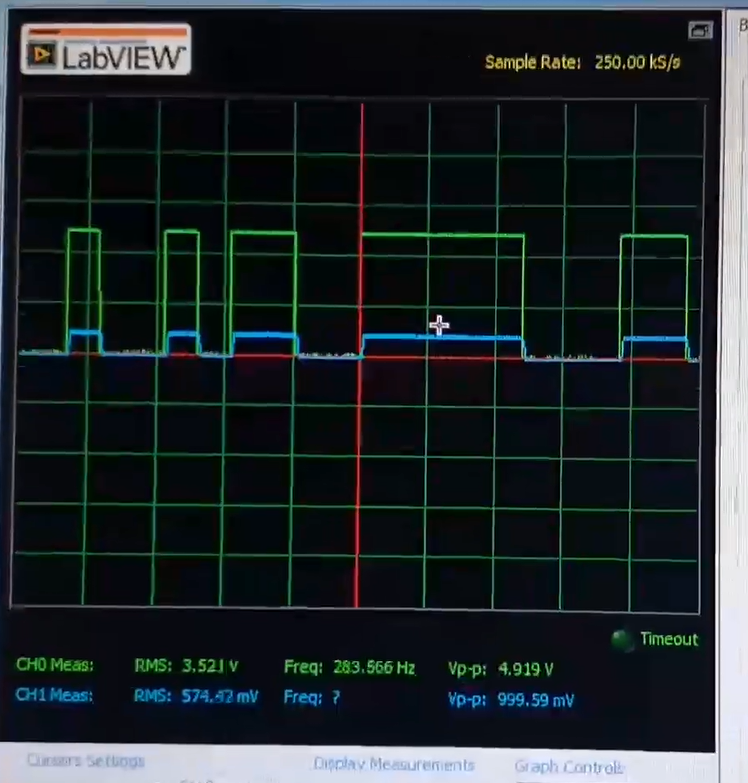 LabVIEW
Sample Rate: 250.00 kS/s
Timeout
CH0 Meas: RMS: 3.521 V Freq: 283.566 Hz Vp-p: 4.919 V
CH1 Meas: RMS: 574.42 mV Freq: ? Vp-p: 999.59 mV
Cursors Settings Display Measurements Graph Controls